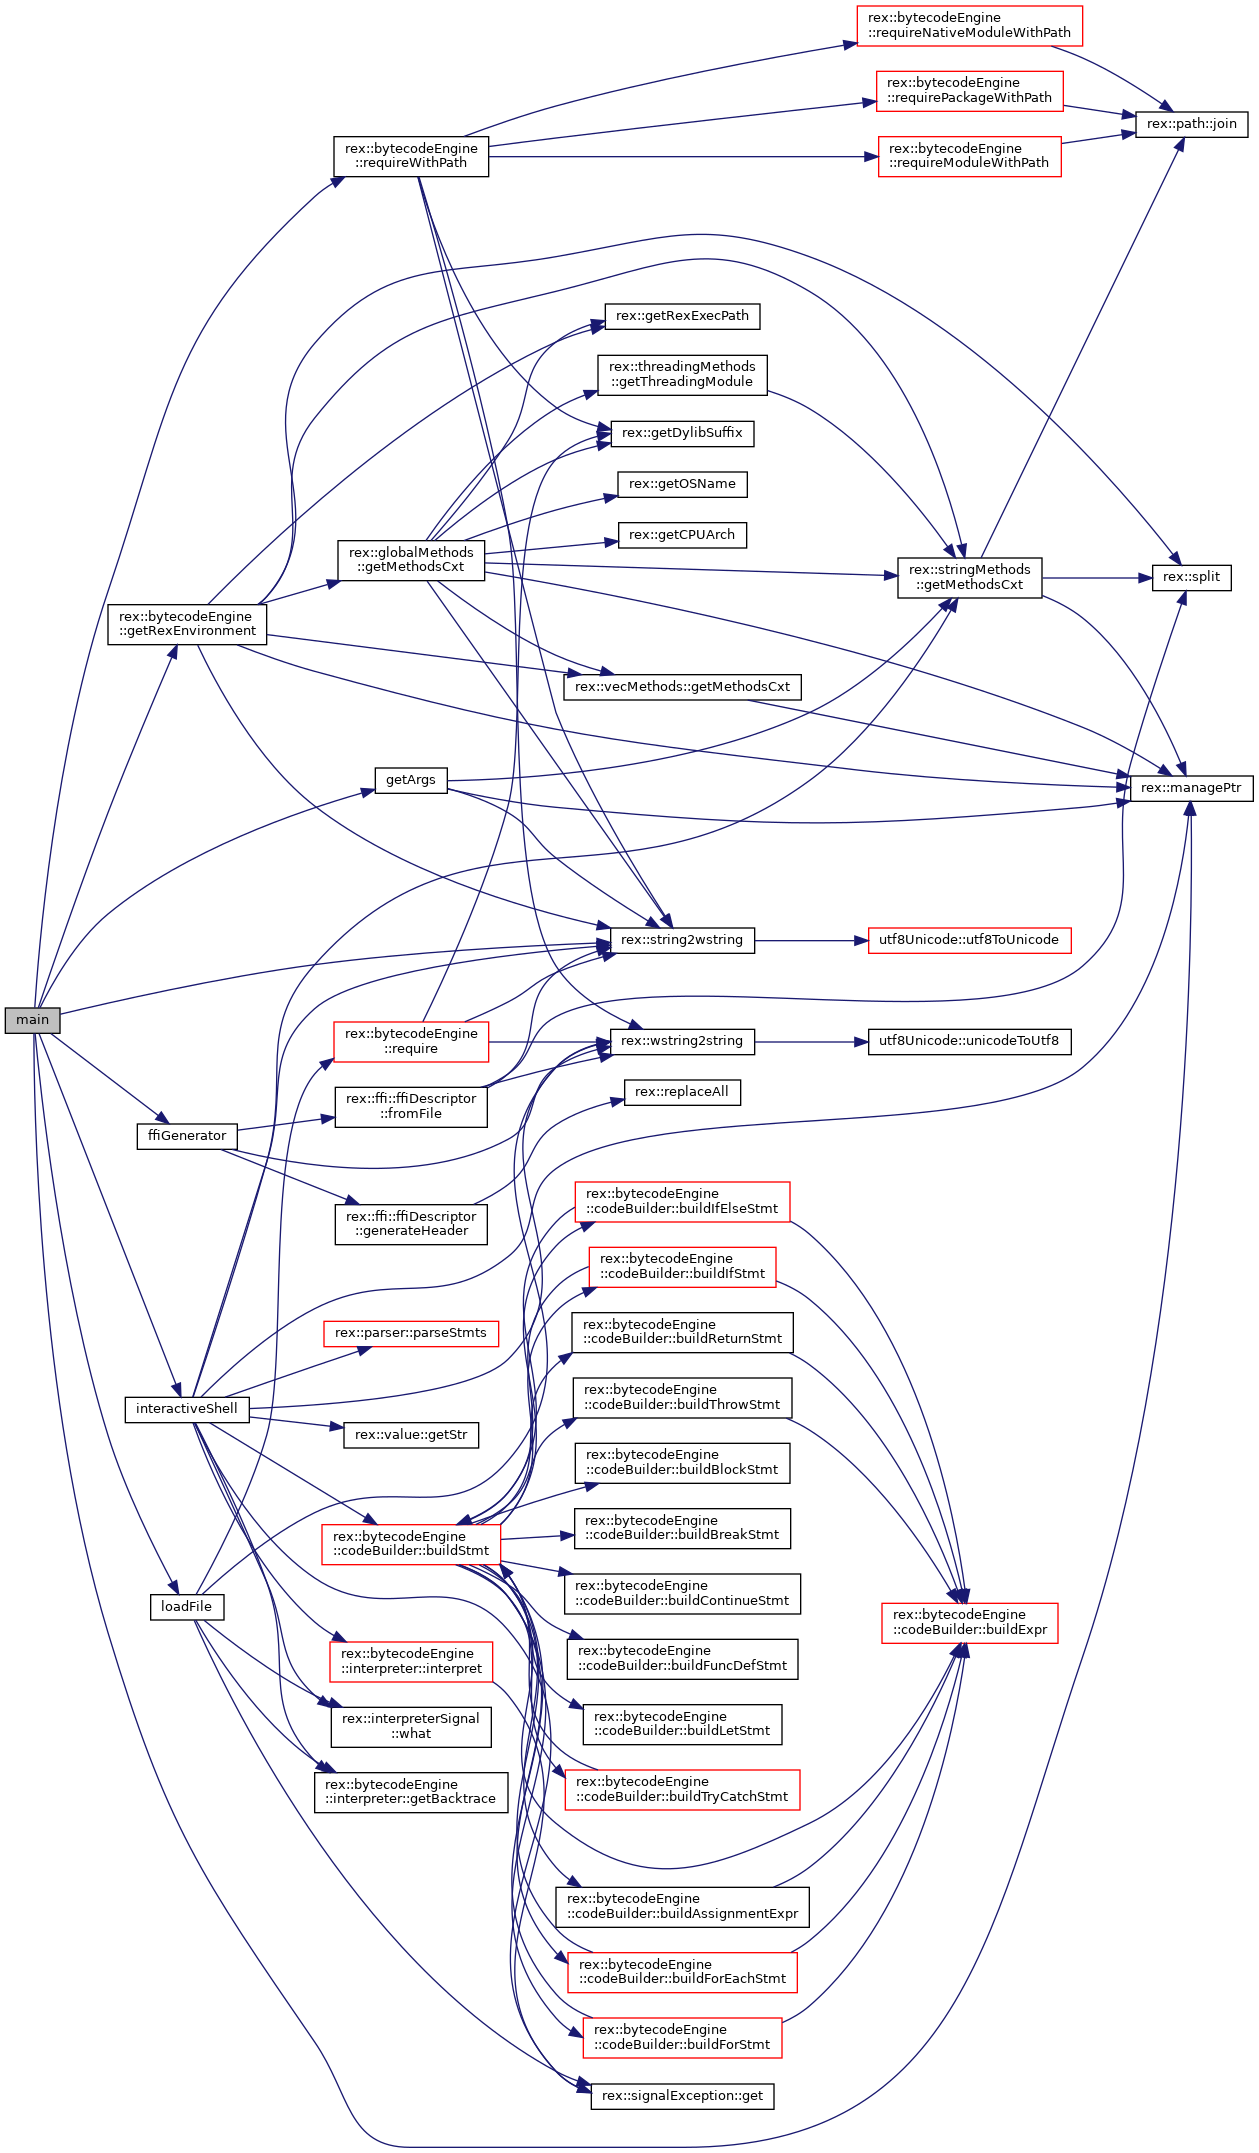 rex::bytecodeEngine
::requireNativeModuleWithPath
rex::bytecodeEngine
::requirePackageWithPath
rex::path::join
rex::bytecodeEngine
::requireWithPath
rex::bytecodeEngine
::requireModuleWithPath
rex::getRexExecPath
rex::threadingMethods
::getThreadingModule
rex::getDylibSuffix
rex::getOSName
rex::getCPUArch
rex::globalMethods
::getMethodsCxt
rex::stringMethods
::getMethodsCxt
rex::split
rex::bytecodeEngine
::getRexEnvironment
rex::vecMethods::getMethodsCxt
getArgs
rex::managePtr
rex::string2wstring
utf8Unicode::utf8ToUnicode
main
rex::bytecodeEngine
::require
rex::wstring2string
utf8Unicode::unicodeToUtf8
rex::ffi::ffiDescriptor
::fromFile
rex::replaceAll
ffiGenerator
rex::ffi::ffiDescriptor
::generateHeader
rex::bytecodeEngine
::codeBuilder::buildIfElseStmt
rex::bytecodeEngine
::codeBuilder::buildIfStmt
rex::parser::parseStmts
rex::bytecodeEngine
::codeBuilder::buildReturnStmt
interactiveShell
rex::bytecodeEngine
::codeBuilder::buildThrowStmt
rex::value::getStr
rex::bytecodeEngine
::codeBuilder::buildBlockStmt
rex::bytecodeEngine
::codeBuilder::buildStmt
rex::bytecodeEngine
::codeBuilder::buildBreakStmt
rex::bytecodeEngine
::codeBuilder::buildContinueStmt
loadFile
rex::bytecodeEngine
::codeBuilder::buildExpr
rex::bytecodeEngine
::interpreter::interpret
rex::bytecodeEngine
::codeBuilder::buildFuncDefStmt
rex::interpreterSignal
::what
rex::bytecodeEngine
::codeBuilder::buildLetStmt
rex::bytecodeEngine
::interpreter::getBacktrace
rex::bytecodeEngine
::codeBuilder::buildTryCatchStmt
rex::bytecodeEngine
::codeBuilder::buildAssignmentExpr
rex::bytecodeEngine
::codeBuilder::buildForEachStmt
rex::bytecodeEngine
::codeBuilder::buildForStmt
rex::signalException::get